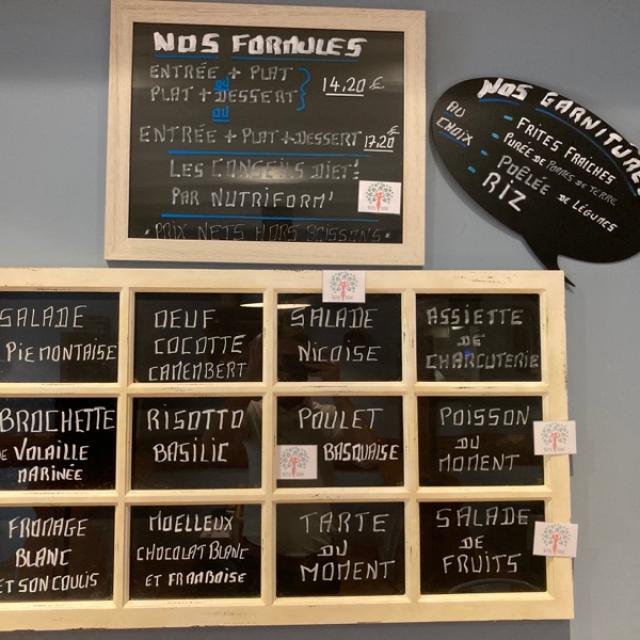 NOS FORMULES
ENTRÉE + PLAT
ou
PLAT + DESSERT
14,20 €
ou
ENTRÉE + PLAT + DESSERT 17,20 €
LES CONSEILS DIET!
PAR NUTRIFORM'
• PRIX NETS HORS BOISSONS •
NOS GARNITURE
AU
CHOIX
- FRITES FRAÎCHES
- PURÉE DE POMMES DE TERRE
- POÊLÉE DE LÉGUMES
- RIZ
SALADE
PIEMONTAISE
OEUF
COCOTTE
CAMEMBERT
SALADE
NICOISE
ASSIETTE
DE
CHARCUTERIE
BROCHETTE
DE VOLAILLE
MARINÉE
RISOTTO
BASILIC
POULET
BASQUAISE
POISSON
DU
MOMENT
FROMAGE
BLANC
ET SON COULIS
MOELLEUX
CHOCOLAT BLANC
ET FRAMBOISE
TARTE
DU
MOMENT
SALADE
DE
FRUITS